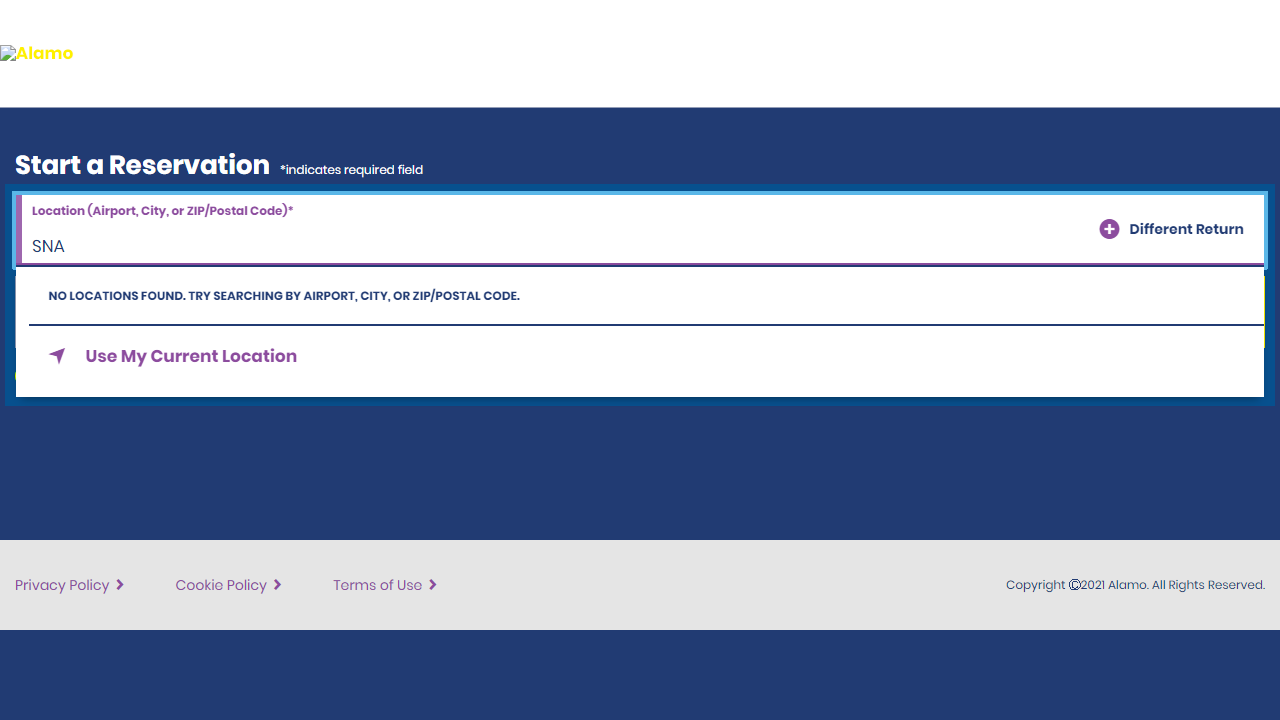 Alamo
Start a Reservation *indicates required field
Location (Airport, City, or ZIP/Postal Code)*
SNA
Different Return
NO LOCATIONS FOUND. TRY SEARCHING BY AIRPORT, CITY, OR ZIP/POSTAL CODE.
Use My Current Location
Privacy Policy
Cookie Policy
Terms of Use
Copyright ©2021 Alamo. All Rights Reserved.